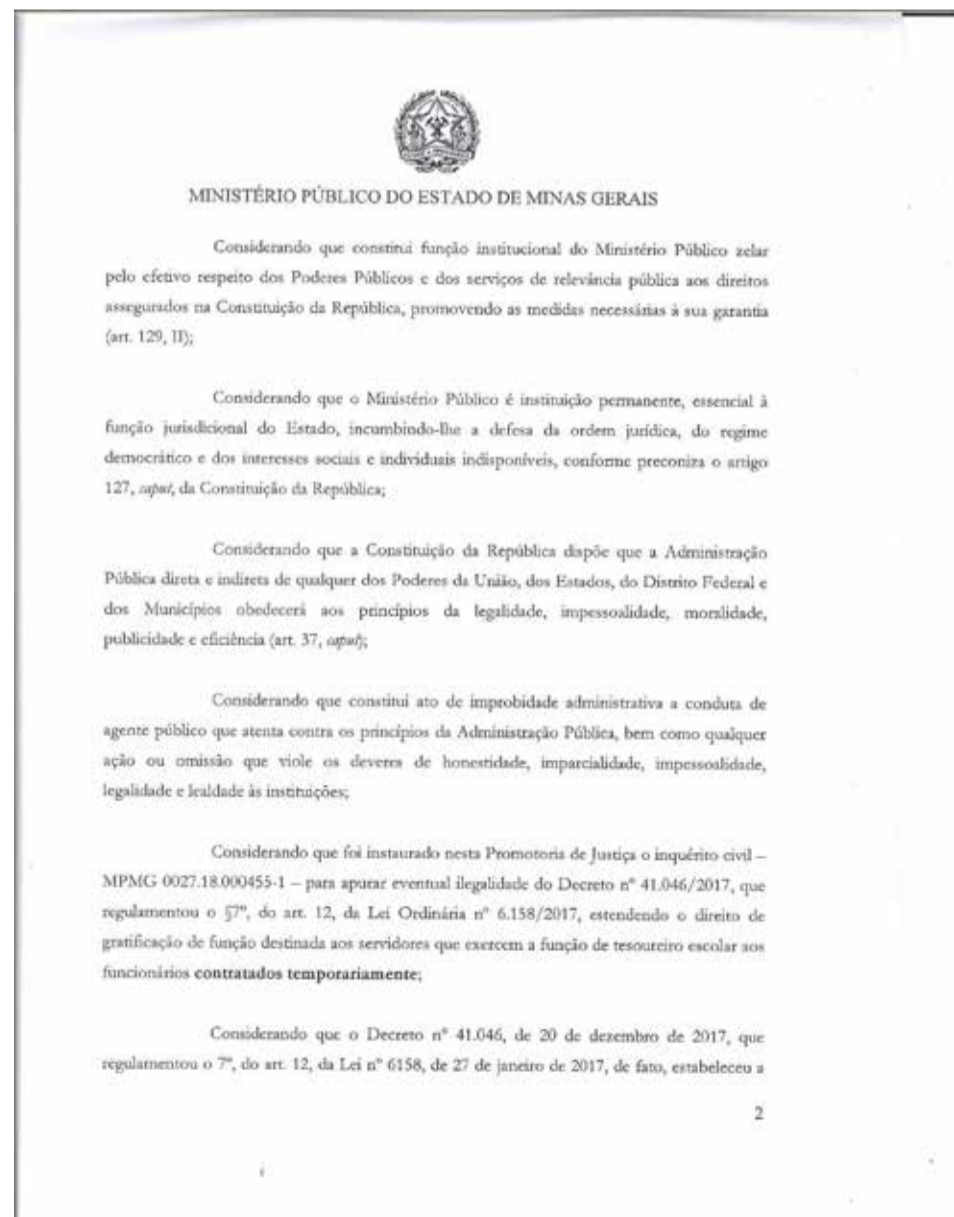 MINISTÉRIO PÚBLICO DO ESTADO DE MINAS GERAIS
Considerando que constitui função institucional do Ministério Público zelar
pelo efetivo respeito dos Poderes Públicos e dos serviços de relevância pública aos direitos
assegurados na Constituição da República, promovendo as medidas necessárias à sua garantia
(art. 129, II);
Considerando que o Ministério Público é instituição permanente, essencial à
função jurisdicional do Estado, incumbindo-lhe a defesa da ordem jurídica, do regime
democrático e dos interesses sociais e individuais indisponíveis, conforme preconiza o artigo
127, caput, da Constituição da República;
Considerando que a Constituição da República dispõe que a Administração
Pública direta e indireta de qualquer dos Poderes da União, dos Estados, do Distrito Federal e
dos Municípios obedecerá aos princípios da legalidade, impessoalidade, moralidade,
publicidade e eficiência (art. 37, caput);
Considerando que constitui ato de improbidade administrativa a conduta de
agente público que atenta contra os princípios da Administração Pública, bem como qualquer
ação ou omissão que viole os deveres de honestidade, imparcialidade, impessoalidade,
legalidade e lealdade às instituições;
Considerando que foi instaurado nesta Promotoria de Justiça o inquérito civil –
MPMG 0027.18.000455-1 – para apurar eventual ilegalidade do Decreto nº 41.046/2017, que
regulamentou o §7º, do art. 12, da Lei Ordinária nº 6.158/2017, estendendo o direito de
gratificação de função destinada aos servidores que exercem a função de tesoureiro escolar aos
funcionários contratados temporariamente;
Considerando que o Decreto nº 41.046, de 20 de dezembro de 2017, que
regulamentou o 7º, do art. 12, da Lei nº 6158, de 27 de janeiro de 2017, de fato, estabeleceu a
2